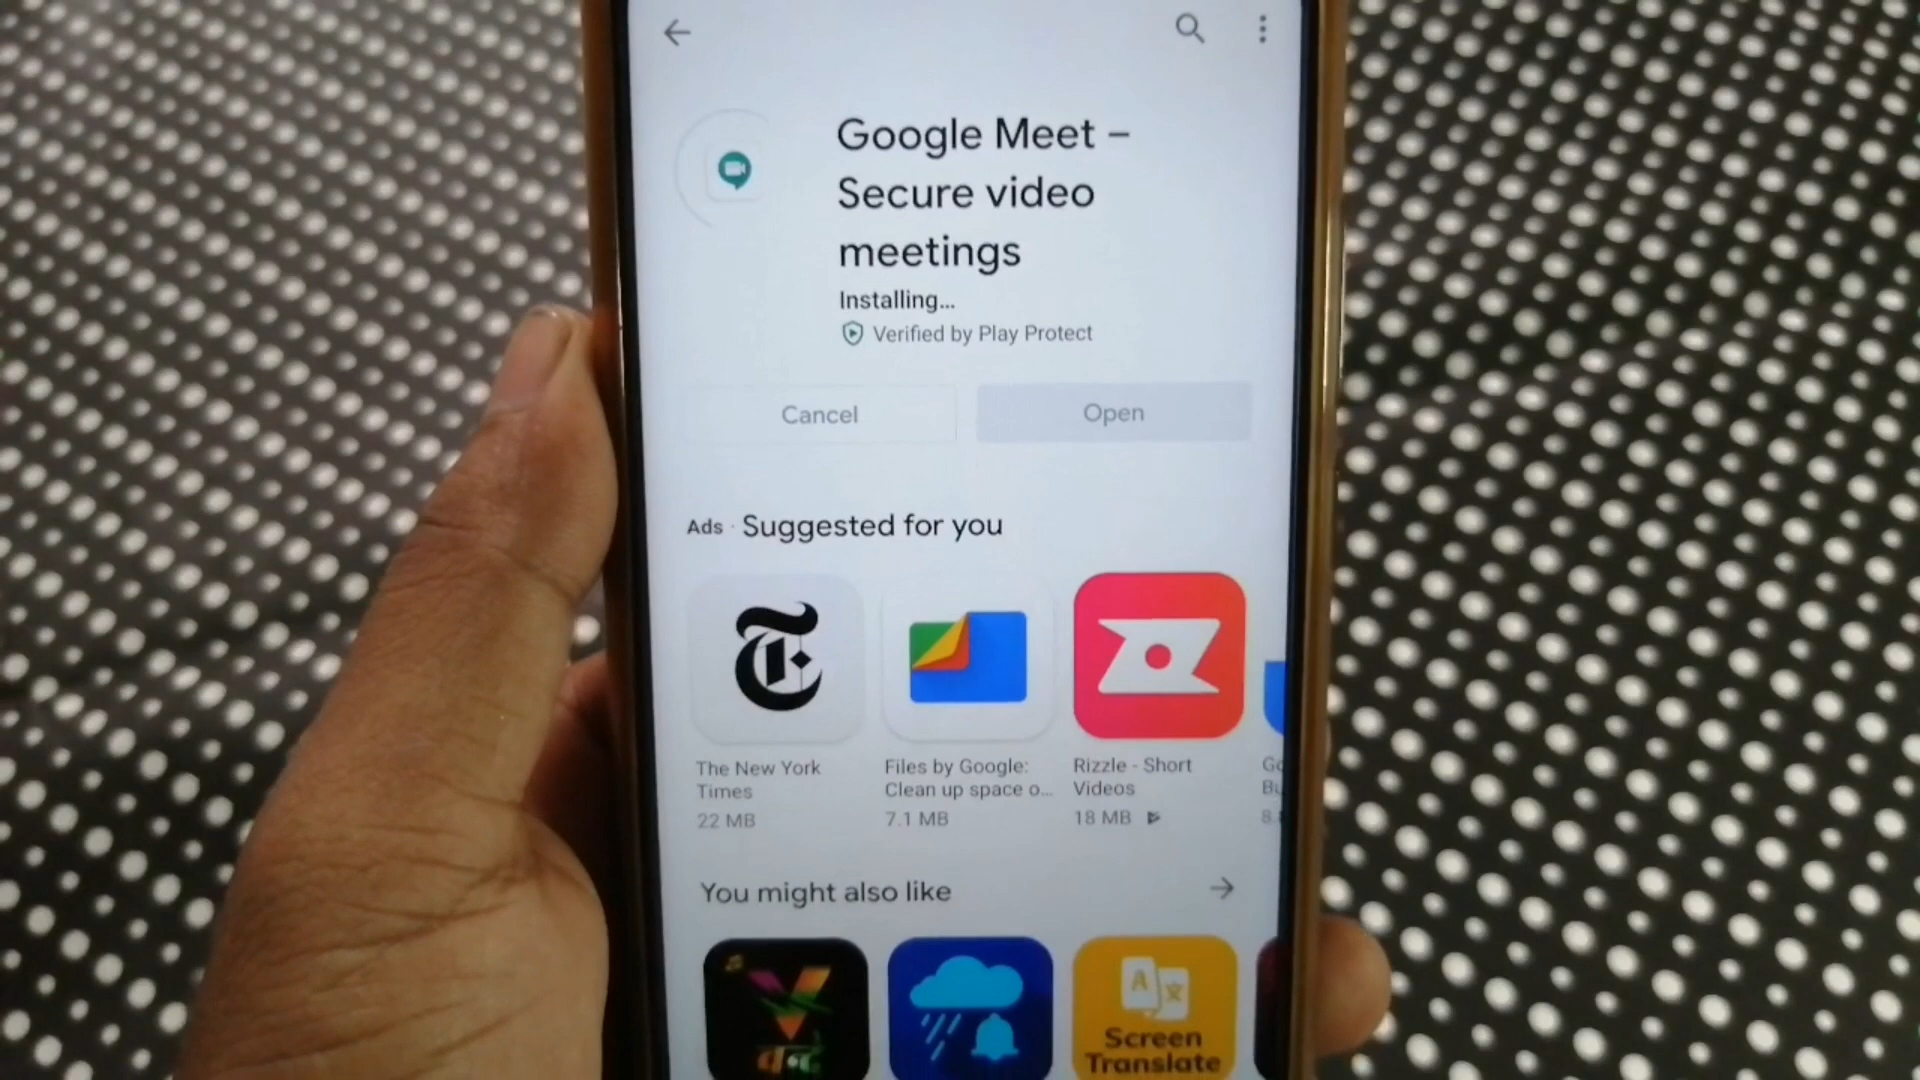 Google Meet –
Secure video
meetings
Installing...
Verified by Play Protect
Cancel
Open
Ads · Suggested for you
The New York
Times
22 MB
Files by Google:
Clean up space o...
7.1 MB
Rizzle - Short
Videos
18 MB
You might also like
A
Screen
Translate